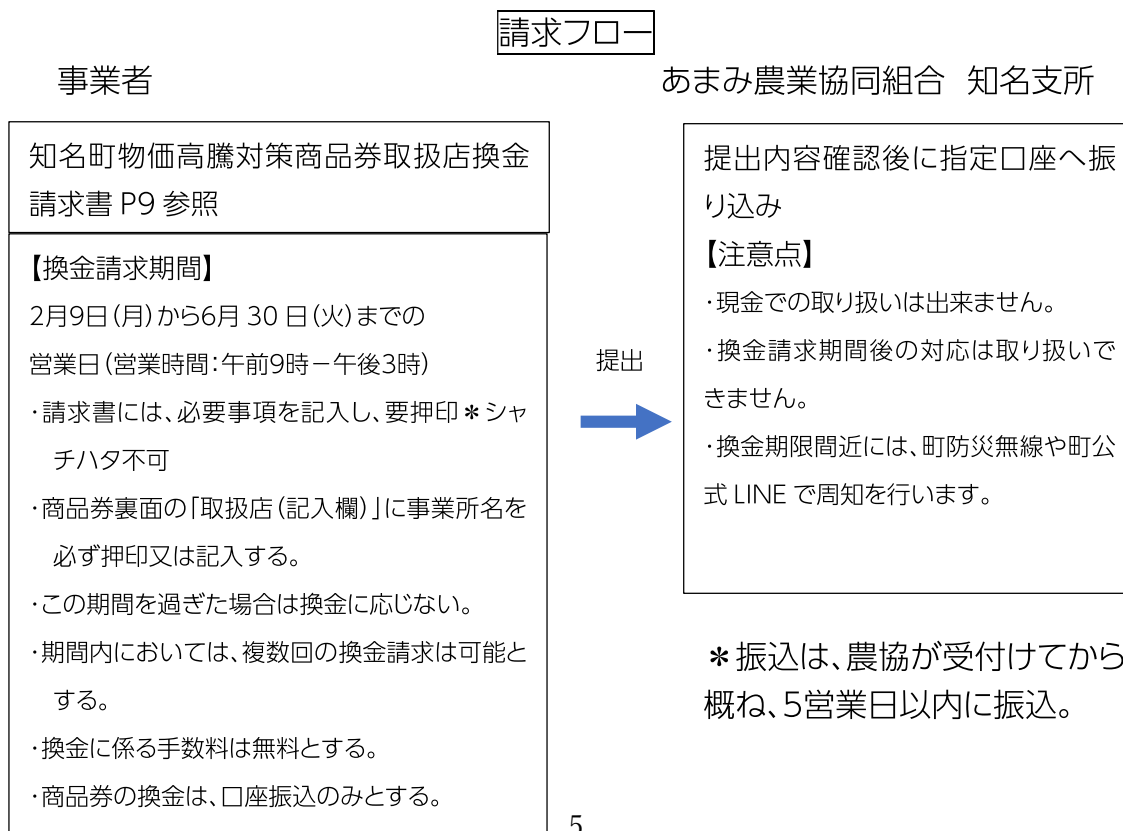 請求フロー
事業者
あまみ農業協同組合 知名支所
知名町物価高騰対策商品券取扱店換金
請求書 P9 参照
【換金請求期間】
2月9日（月）から6月 30 日（火）までの
営業日（営業時間：午前9時－午後3時）
・請求書には、必要事項を記入し、要押印＊シャ
チハタ不可
・商品券裏面の「取扱店（記入欄）」に事業所名を
必ず押印又は記入する。
・この期間を過ぎた場合は換金に応じない。
・期間内においては、複数回の換金請求は可能と
する。
・換金に係る手数料は無料とする。
・商品券の換金は、口座振込のみとする。
提出
提出内容確認後に指定口座へ振
り込み
【注意点】
・現金での取り扱いは出来ません。
・換金請求期間後の対応は取り扱いで
きません。
・換金期限間近には、町防災無線や町公
式 LINE で周知を行います。
＊振込は、農協が受付けてから
概ね、5営業日以内に振込。
5